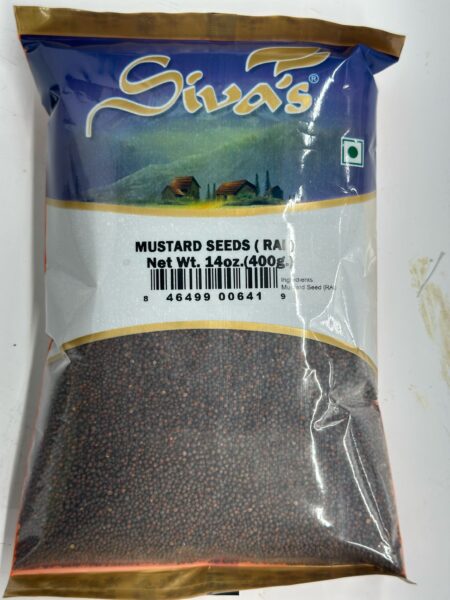 Siva's®
MUSTARD SEEDS ( RAI )
Net Wt. 14oz.(400g.)
Ingredients
Mustard Seed (RAI)
8 46499 00641 9